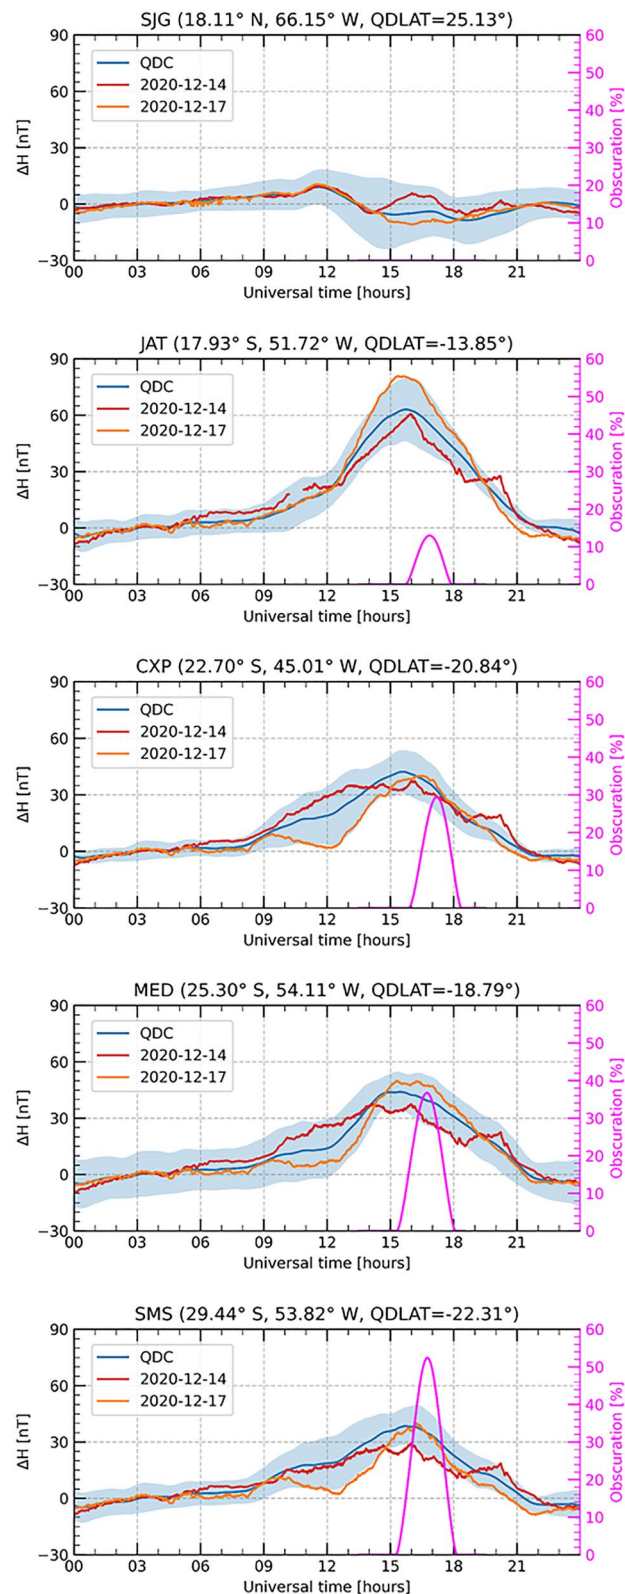 SJG (18.11° N, 66.15° W, QDLAT=25.13°)
90
60
30
0
−30
ΔH [nT]
QDC
2020-12-14
2020-12-17
60
50
40
30
20
10
0
Obscuration [%]
00 03 06 09 12 15 18 21
Universal time [hours]
JAT (17.93° S, 51.72° W, QDLAT=-13.85°)
90
60
30
0
−30
ΔH [nT]
QDC
2020-12-14
2020-12-17
60
50
40
30
20
10
0
Obscuration [%]
00 03 06 09 12 15 18 21
Universal time [hours]
CXP (22.70° S, 45.01° W, QDLAT=-20.84°)
90
60
30
0
−30
ΔH [nT]
QDC
2020-12-14
2020-12-17
60
50
40
30
20
10
0
Obscuration [%]
00 03 06 09 12 15 18 21
Universal time [hours]
MED (25.30° S, 54.11° W, QDLAT=-18.79°)
90
60
30
0
−30
ΔH [nT]
QDC
2020-12-14
2020-12-17
60
50
40
30
20
10
0
Obscuration [%]
00 03 06 09 12 15 18 21
Universal time [hours]
SMS (29.44° S, 53.82° W, QDLAT=-22.31°)
90
60
30
0
−30
ΔH [nT]
QDC
2020-12-14
2020-12-17
60
50
40
30
20
10
0
Obscuration [%]
00 03 06 09 12 15 18 21
Universal time [hours]